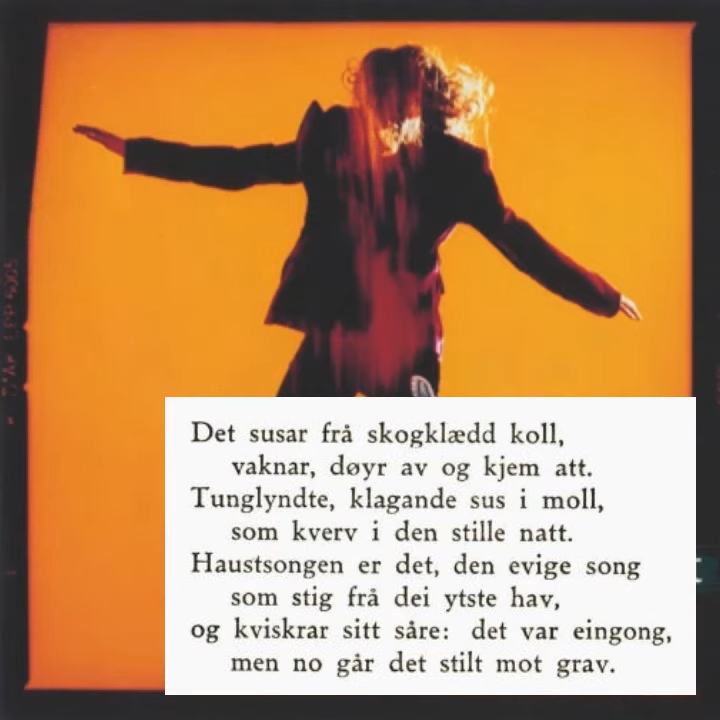 Det susar frå skogklædd koll,
vaknar, døyr av og kjem att.
Tunglyndte, klagande sus i moll,
som kverv i den stille natt.
Haustsongen er det, den evige song
som stig frå dei ytste hav,
og kviskrar sitt såre: det var eingong,
men no går det stilt mot grav.